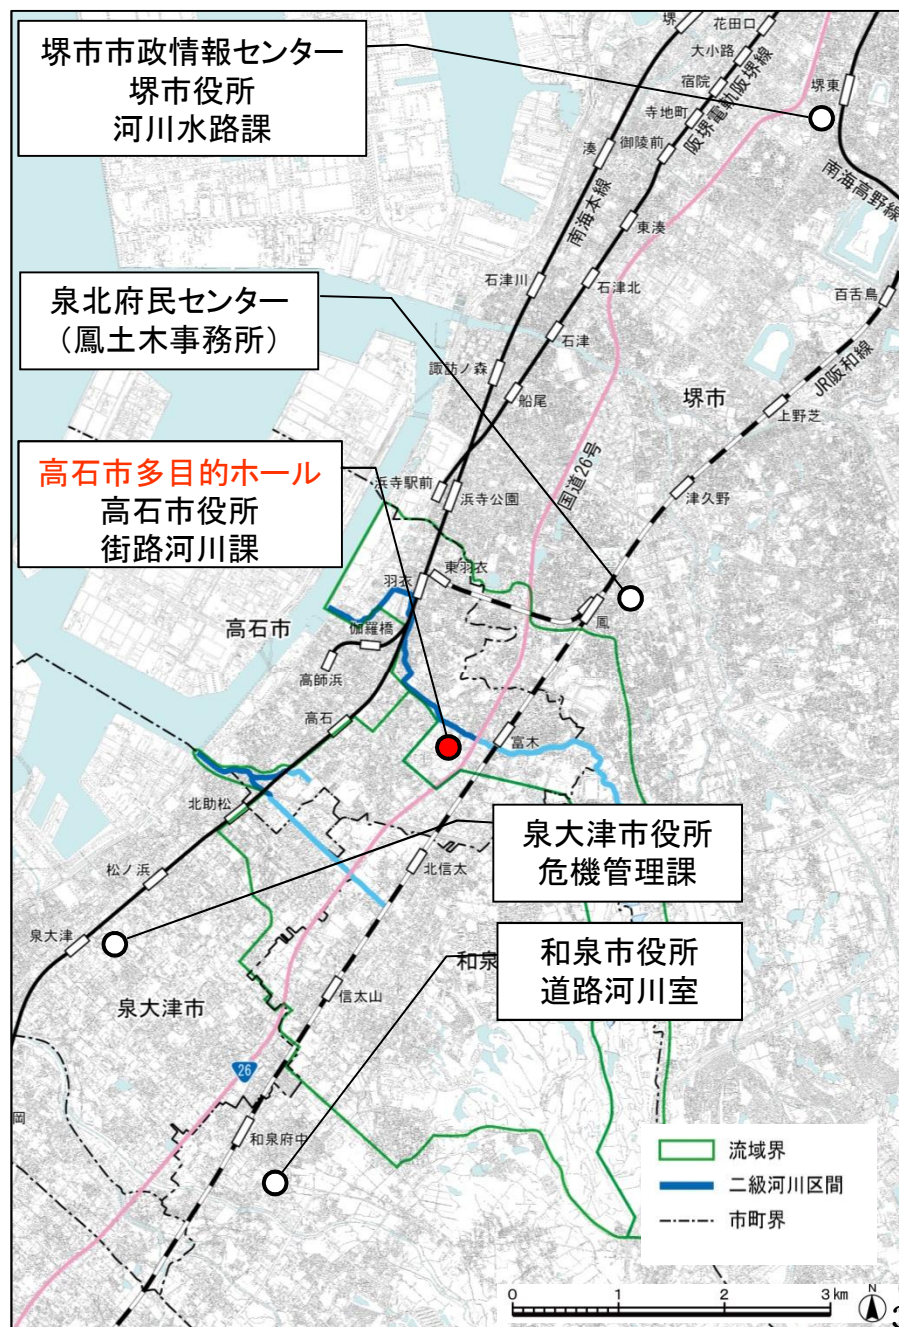 堺市市政情報センター
堺市役所
河川水路課
泉北府民センター
（鳳土木事務所）
高石市多目的ホール
高石市役所
街路河川課
泉大津市役所
危機管理課
和泉市役所
道路河川室
堺
花田口
大小路
宿院
寺地町
御陵前
阪堺電軌阪堺線
堺東
南海高野線
湊
南海本線
東湊
石津川
石津北
百舌鳥
石津
諏訪ノ森
船尾
堺市
JR阪和線
上野芝
国道26号
浜寺駅前
浜寺公園
津久野
羽衣
東羽衣
鳳
高石市
伽羅橋
高師浜
高石
富木
北助松
松ノ浜
北信太
泉大津
和泉
信太山
泉大津市
26
岡
和泉府中
流域界
二級河川区間
市町界
0 1 2 3 km
N